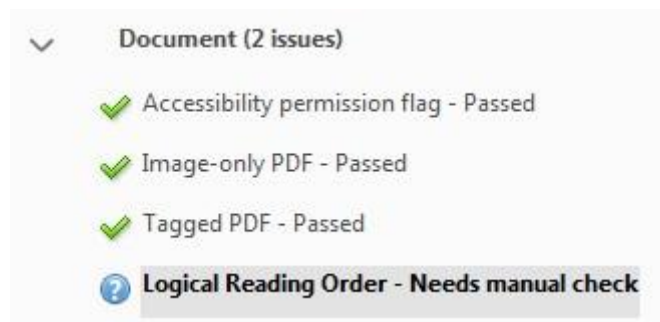 Document (2 issues)
Accessibility permission flag - Passed
Image-only PDF - Passed
Tagged PDF - Passed
Logical Reading Order - Needs manual check